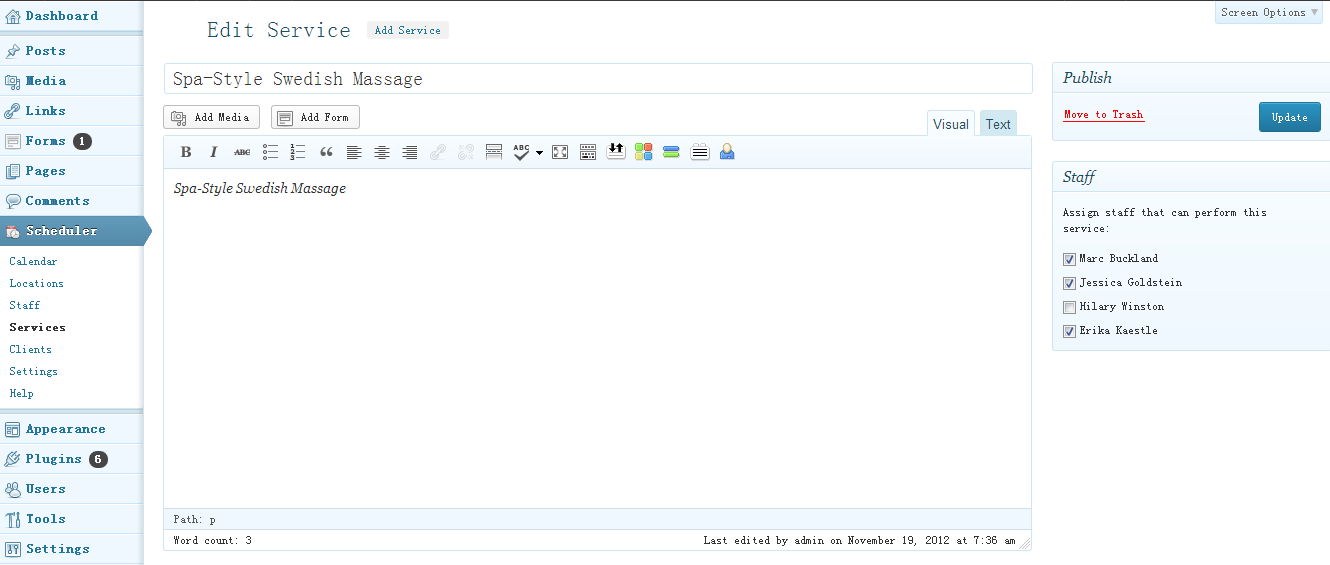 Dashboard
Posts
Media
Links
Forms 1
Pages
Comments
Scheduler
Calendar
Locations
Staff
Services
Clients
Settings
Help
Appearance
Plugins 6
Users
Tools
Settings
Screen Options
Edit Service Add Service
Spa-Style Swedish Massage
Add Media Add Form
Visual Text
B I ABC ABC
Spa-Style Swedish Massage
Path: p
Word count: 3 Last edited by admin on November 19, 2012 at 7:36 am
Publish
Move to Trash Update
Staff
Assign staff that can perform this
service:
Marc Buckland
Jessica Goldstein
Hilary Winston
Erika Kaestle